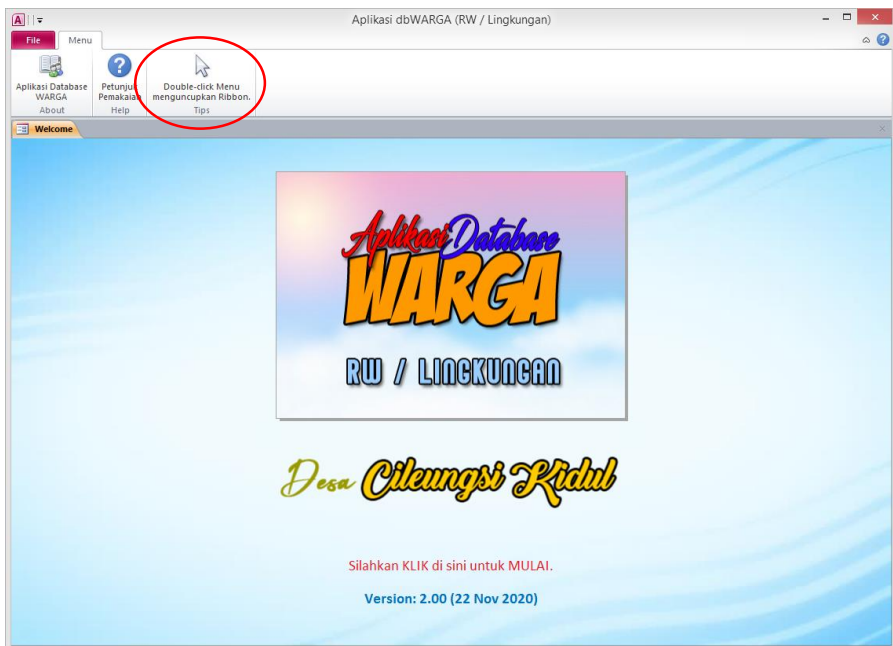 Aplikasi dbWARGA (RW / Lingkungan)
File Menu
Aplikasi Database
WARGA
About
Petunjuk
Pemakaian
Help
Double-click Menu
menguncupkan Ribbon.
Tips
Welcome
Aplikasi Database
WARGA
RW / LINGKUNGAN
Desa Cileungsi Kidul
Silahkan KLIK di sini untuk MULAI.
Version: 2.00 (22 Nov 2020)